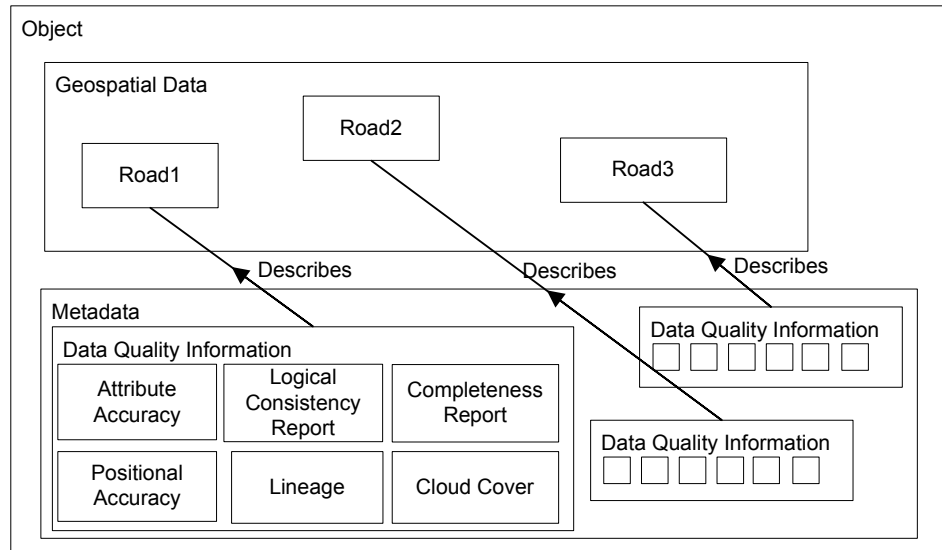 Object
Geospatial Data
Road1
Road2
Road3
Describes
Describes
Describes
Metadata
Data Quality Information
Attribute
Accuracy
Logical
Consistency
Report
Completeness
Report
Positional
Accuracy
Lineage
Cloud Cover
Data Quality Information
Data Quality Information